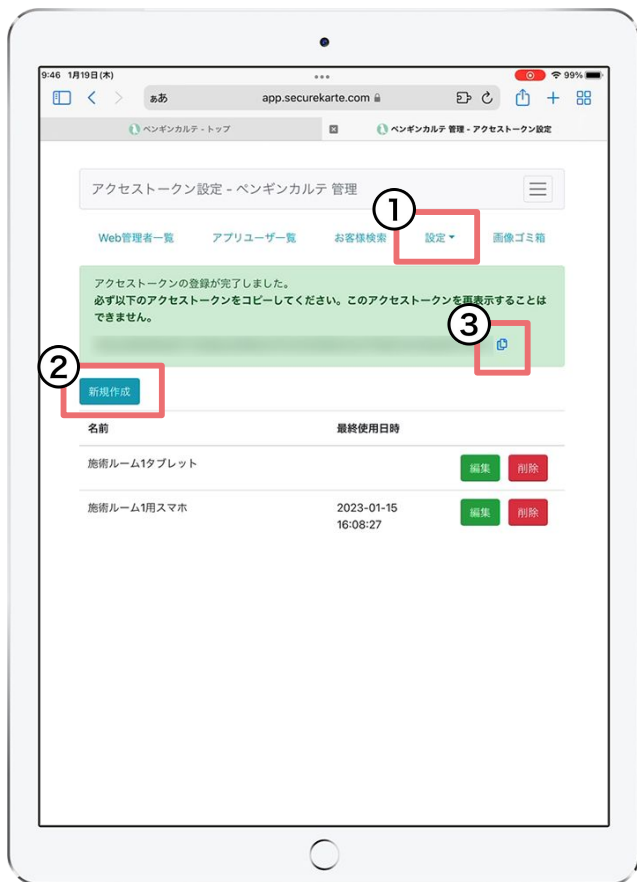 9:46 1月19日(木)
99%
ああ
app.securekarte.com
ペンギンカルテ - トップ
ペンギンカルテ 管理 - アクセストークン設定
アクセストークン設定 - ペンギンカルテ 管理
①
Web管理者一覧 アプリユーザ一覧 お客様検索 設定 画像ゴミ箱
アクセストークンの登録が完了しました。
必ず以下のアクセストークンをコピーしてください。このアクセストークンを再表示することは
できません。
③
②
新規作成
名前 最終使用日時
施術ルーム1タブレット 編集 削除
施術ルーム1用スマホ 2023-01-15 編集 削除
16:08:27